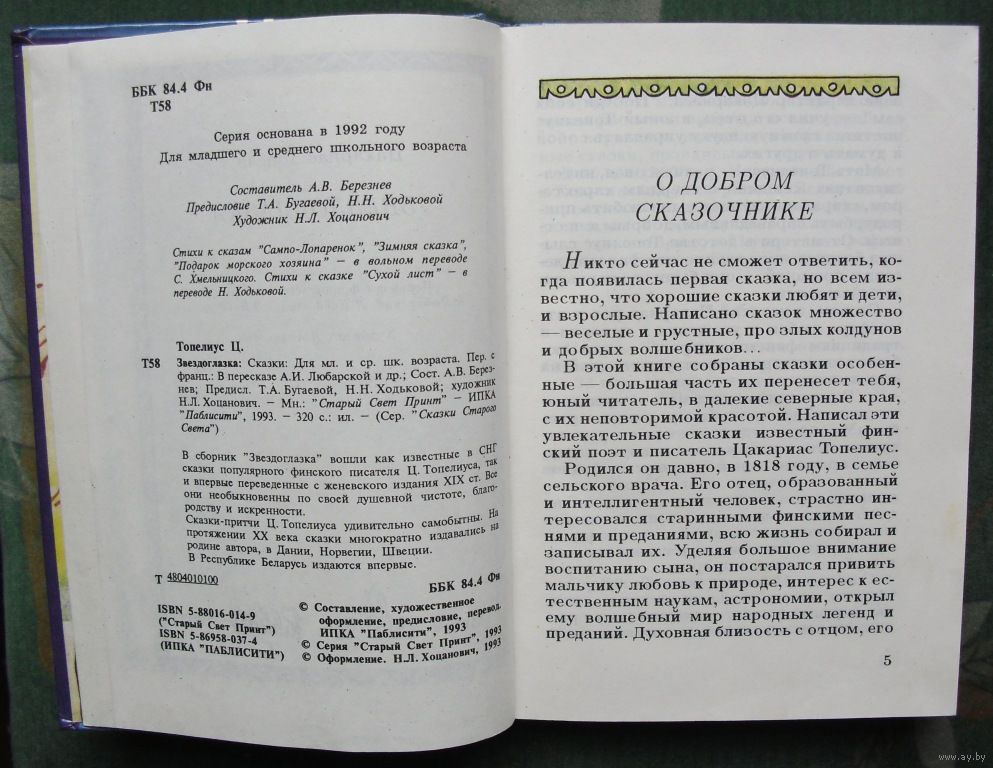 ББК 84.4 Фн
Т58
Серия основана в 1992 году
Для младшего и среднего школьного возраста
Составитель А.В. Березнев
Предисловие Т.А. Бугаевой, Н.Н. Ходьковой
Художник Н.Л. Хоцанович
Стихи к сказам "Сампо-Лопаренок", "Зимняя сказка",
"Подарок морского хозяина" – в вольном переводе
С. Хмельницкого. Стихи к сказке "Сухой лист" – в
переводе Н. Ходьковой.
Топелиус Ц.
Т58 Звездоглазка: Сказки: Для мл. и ср. шк. возраста. Пер. с
франц.: В пересказе А.И. Любарской и др.; Сост. А.В. Берез-
нев; Предисл. Т.А. Бугаевой, Н.Н. Ходьковой; художник
Н.Л. Хоцанович. – Мн.: "Старый Свет Принт" – ИПКА
"Паблисити", 1993. – 320 с.: ил. – (Сер. "Сказки Старого
Света")
В сборник "Звездоглазка" вошли как известные в СНГ
сказки популярного финского писателя Ц. Топелиуса, так
и впервые переведенные с женевского издания XIX ст. Все
они необыкновенны по своей душевной чистоте, благо-
родству и искренности.
Сказки-притчи Ц. Топелиуса удивительно самобытны. На
протяжении XX века сказки многократно издавались на
родине автора, в Дании, Норвегии, Швеции.
В Республике Беларусь издаются впервые.
Т 4804010100
ББК 84.4 Фн
ISBN 5-88016-014-9
("Старый Свет Принт")
ISBN 5-86958-037-4
(ИПКА "ПАБЛИСИТИ")
© Составление, художественное
оформление, предисловие, перевод.
ИПКА "Паблисити", 1993
© Серия "Старый Свет Принт", 1993
© Оформление. Н.Л. Хоцанович, 1993
О ДОБРОМ
СКАЗОЧНИКЕ
Никто сейчас не сможет ответить, ко-
гда появилась первая сказка, но всем из-
вестно, что хорошие сказки любят и дети,
и взрослые. Написано сказок множество
— веселые и грустные, про злых колдунов
и добрых волшебников...
В этой книге собраны сказки особен-
ные — большая часть их перенесет тебя,
юный читатель, в далекие северные края,
с их неповторимой красотой. Написал эти
увлекательные сказки известный фин-
ский поэт и писатель Цакариас Топелиус.
Родился он давно, в 1818 году, в семье
сельского врача. Его отец, образованный
и интеллигентный человек, страстно ин-
тересовался старинными финскими пес-
нями и преданиями, всю жизнь собирал и
записывал их. Уделяя большое внимание
воспитанию сына, он постарался привить
мальчику любовь к природе, интерес к ес-
тественным наукам, астрономии, открыл
ему волшебный мир народных легенд и
преданий. Духовная близость с отцом, его
5
www.ay.by